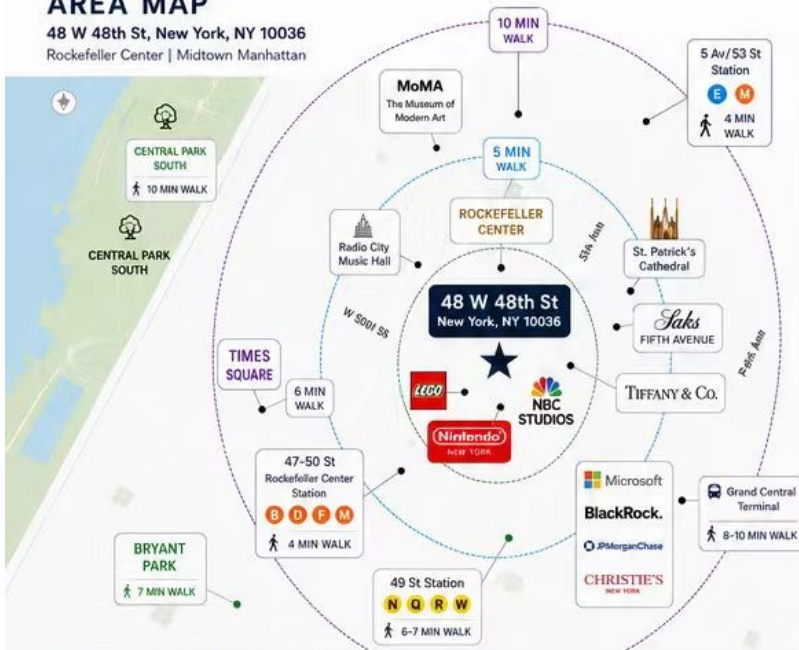 AREA MAP
48 W 48th St, New York, NY 10036
Rockefeller Center | Midtown Manhattan
10 MIN
WALK
5 Av/53 St
Station
E M
4 MIN
WALK
MoMA
The Museum of
Modern Art
CENTRAL PARK
SOUTH
10 MIN WALK
5 MIN
WALK
ROCKEFELLER
CENTER
CENTRAL PARK
SOUTH
Radio City
Music Hall
St. Patrick's
Cathedral
48 W 48th St
New York, NY 10036
Saks
FIFTH AVENUE
TIMES
SQUARE
6 MIN
WALK
LEGO
NBC
STUDIOS
TIFFANY & CO.
Nintendo
NEW YORK
47-50 St
Rockefeller Center
Station
B D F M
4 MIN WALK
Microsoft
BlackRock.
JPMorganChase
CHRISTIE'S
NEW YORK
Grand Central
Terminal
8-10 MIN WALK
BRYANT
PARK
7 MIN WALK
49 St Station
N Q R W
6-7 MIN WALK